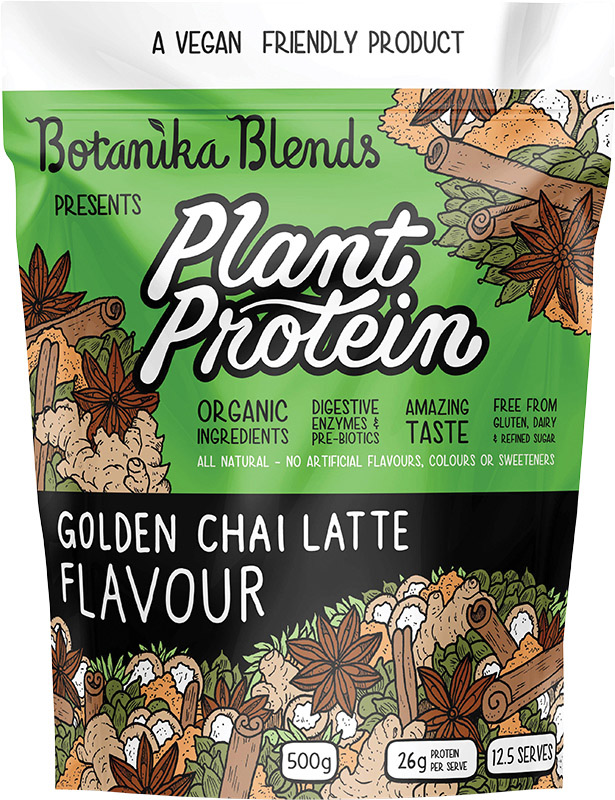 A VEGAN FRIENDLY PRODUCT
Botanika Blends
PRESENTS
Plant
Protein
ORGANIC
INGREDIENTS
DIGESTIVE
ENZYMES &
PRE-BIOTICS
AMAZING
TASTE
FREE FROM
GLUTEN, DAIRY
& REFINED SUGAR
ALL NATURAL - NO ARTIFICIAL FLAVOURS, COLOURS OR SWEETENERS
GOLDEN CHAI LATTE
FLAVOUR
500g
26g PROTEIN
PER SERVE
12.5 SERVES